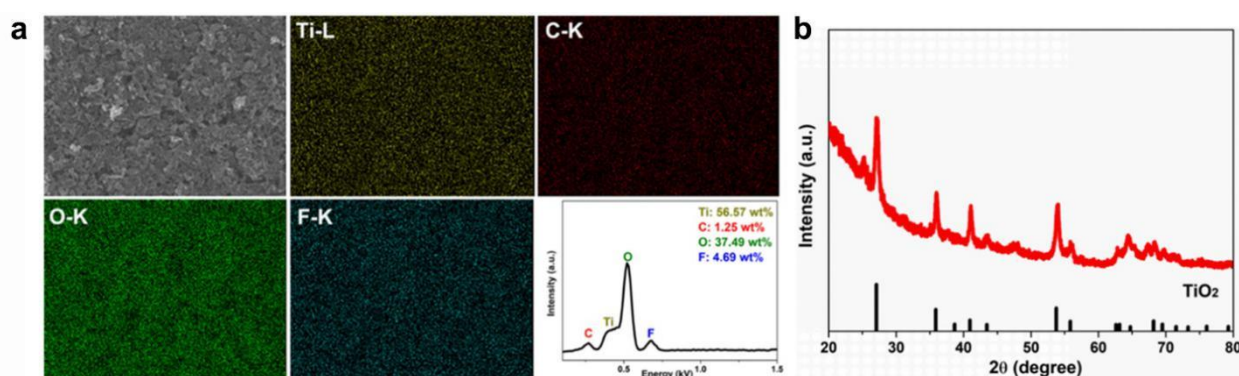 a
Ti-L
C-K
O-K
F-K
Ti: 56.57 wt%
C: 1.25 wt%
O: 37.49 wt%
F: 4.69 wt%
Intensity (a.u.)
C
Ti
O
F
0.5
1.0
1.5
Energy (kV)
b
Intensity (a.u.)
TiO2
20
30
40
50
60
70
80
2θ (degree)